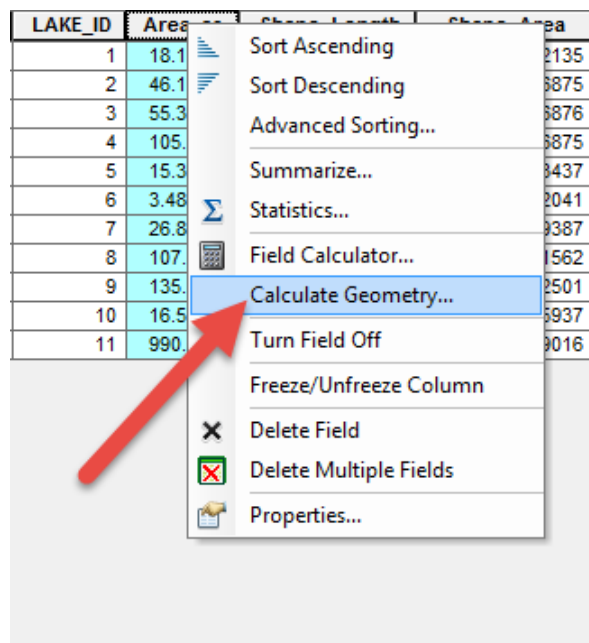 LAKE_ID Area_ac Shape_Length Shape_Area
1 18.1 2135
2 46.1 6875
3 55.3 6876
4 105. 6875
5 15.3 3437
6 3.48 2041
7 26.8 9387
8 107. 1562
9 135. 2501
10 16.5 5937
11 990. 9016
Sort Ascending
Sort Descending
Advanced Sorting...
Summarize...
Σ Statistics...
Field Calculator...
Calculate Geometry...
Turn Field Off
Freeze/Unfreeze Column
Delete Field
Delete Multiple Fields
Properties...